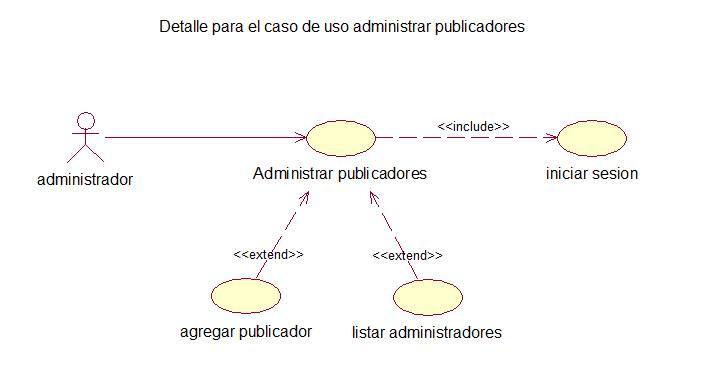 Detalle para el caso de uso administrar publicadores
<<include>>
administrador
Administrar publicadores
iniciar sesion
<<extend>>
<<extend>>
agregar publicador
listar administradores